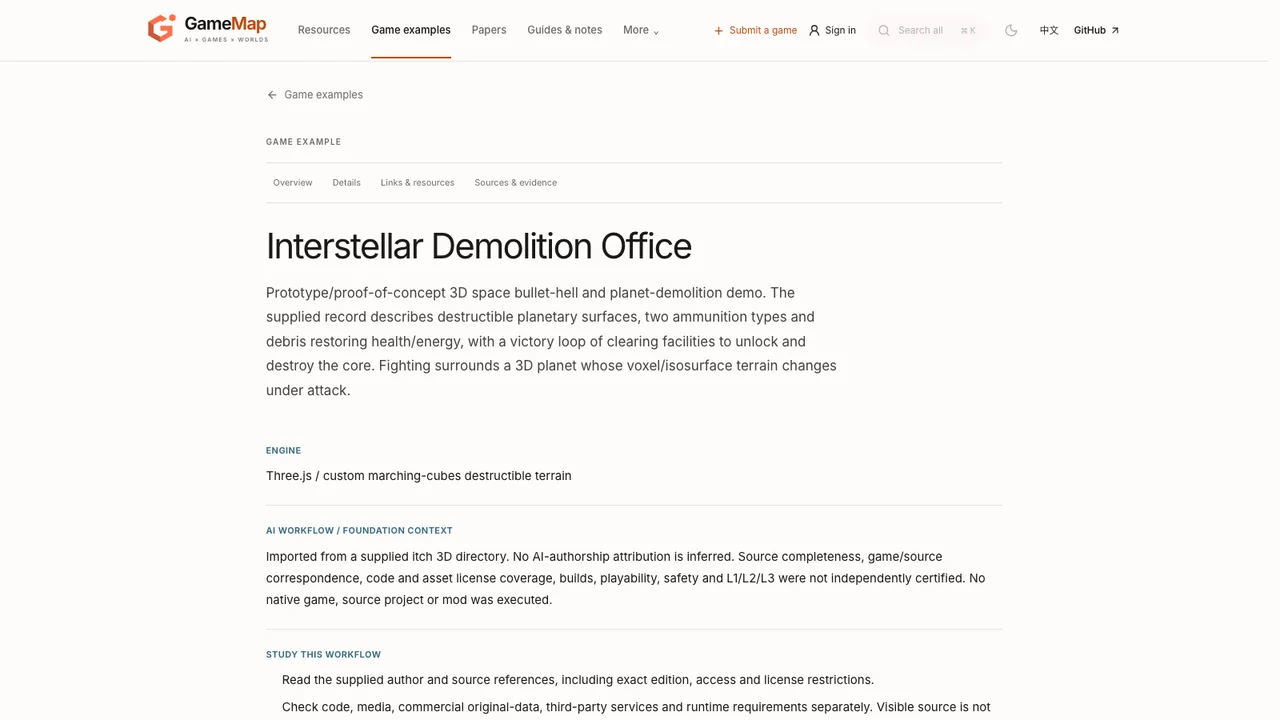 GameMap
AI × GAMES × WORLDS
Resources
Game examples
Papers
Guides & notes
More
Submit a game
Sign in
Search all
⌘ K
中文
GitHub
Game examples
GAME EXAMPLE
Overview
Details
Links & resources
Sources & evidence
Interstellar Demolition Office
Prototype/proof-of-concept 3D space bullet-hell and planet-demolition demo. The
supplied record describes destructible planetary surfaces, two ammunition types and
debris restoring health/energy, with a victory loop of clearing facilities to unlock and
destroy the core. Fighting surrounds a 3D planet whose voxel/isosurface terrain changes
under attack.
ENGINE
Three.js / custom marching-cubes destructible terrain
AI WORKFLOW / FOUNDATION CONTEXT
Imported from a supplied itch 3D directory. No AI-authorship attribution is inferred. Source completeness, game/source
correspondence, code and asset license coverage, builds, playability, safety and L1/L2/L3 were not independently certified. No
native game, source project or mod was executed.
STUDY THIS WORKFLOW
Read the supplied author and source references, including exact edition, access and license restrictions.
Check code, media, commercial original-data, third-party services and runtime requirements separately. Visible source is not